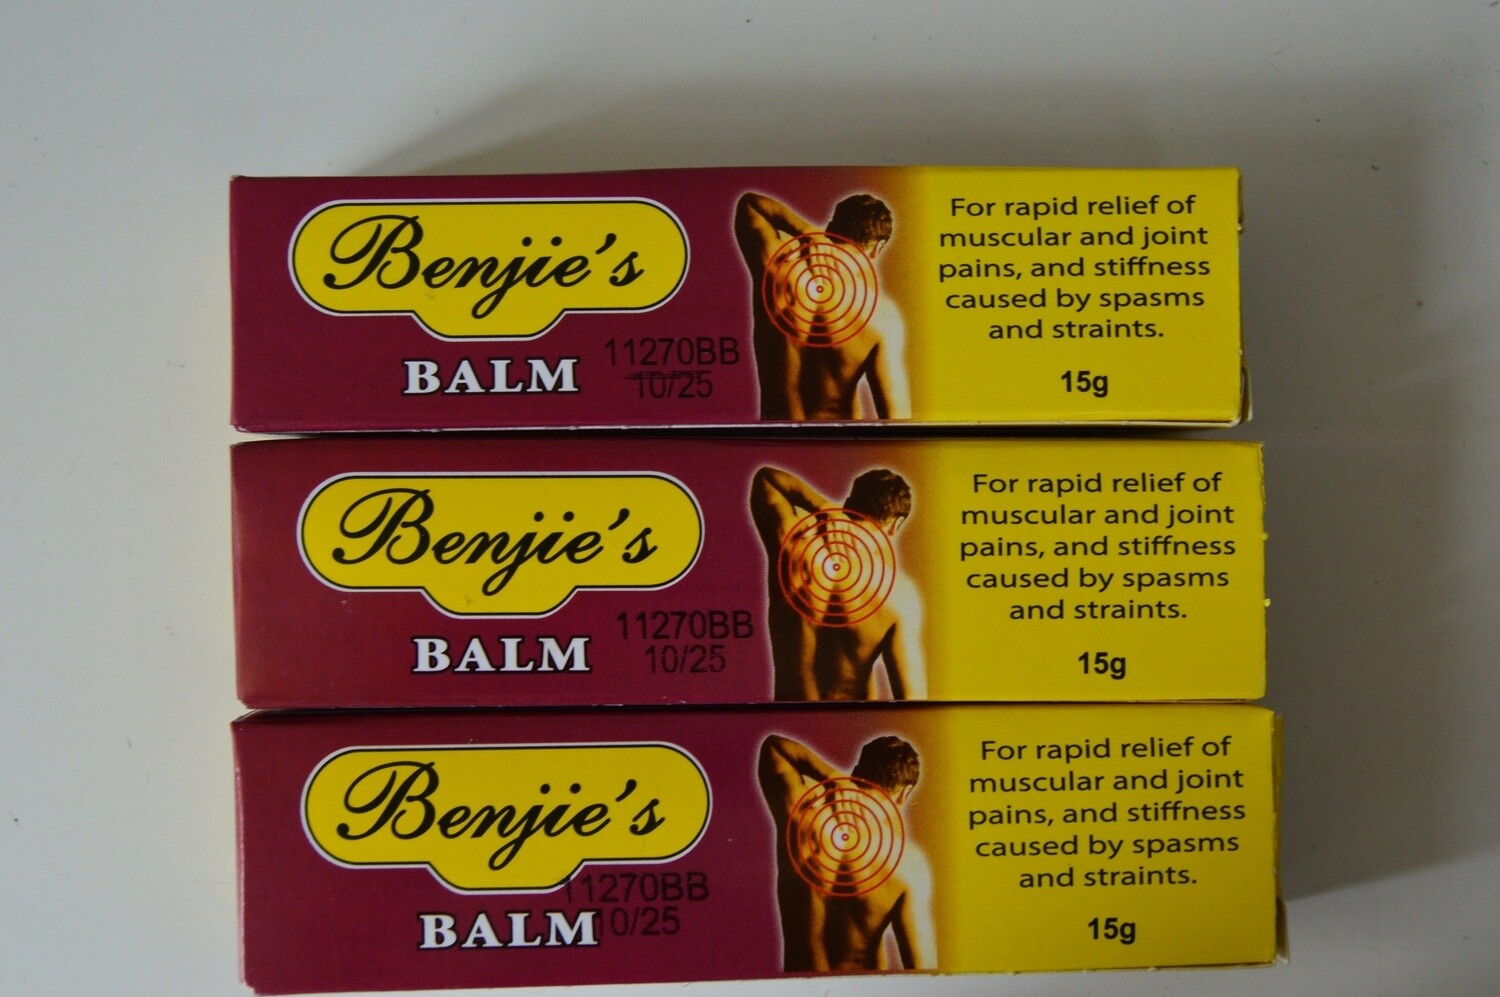 Benjie's
BALM
11270BB
10/25
For rapid relief of
muscular and joint
pains, and stiffness
caused by spasms
and straints.
15g
Benjie's
BALM
11270BB
10/25
For rapid relief of
muscular and joint
pains, and stiffness
caused by spasms
and straints.
15g
Benjie's
11270BB
BALM
10/25
For rapid relief of
muscular and joint
pains, and stiffness
caused by spasms
and straints.
15g